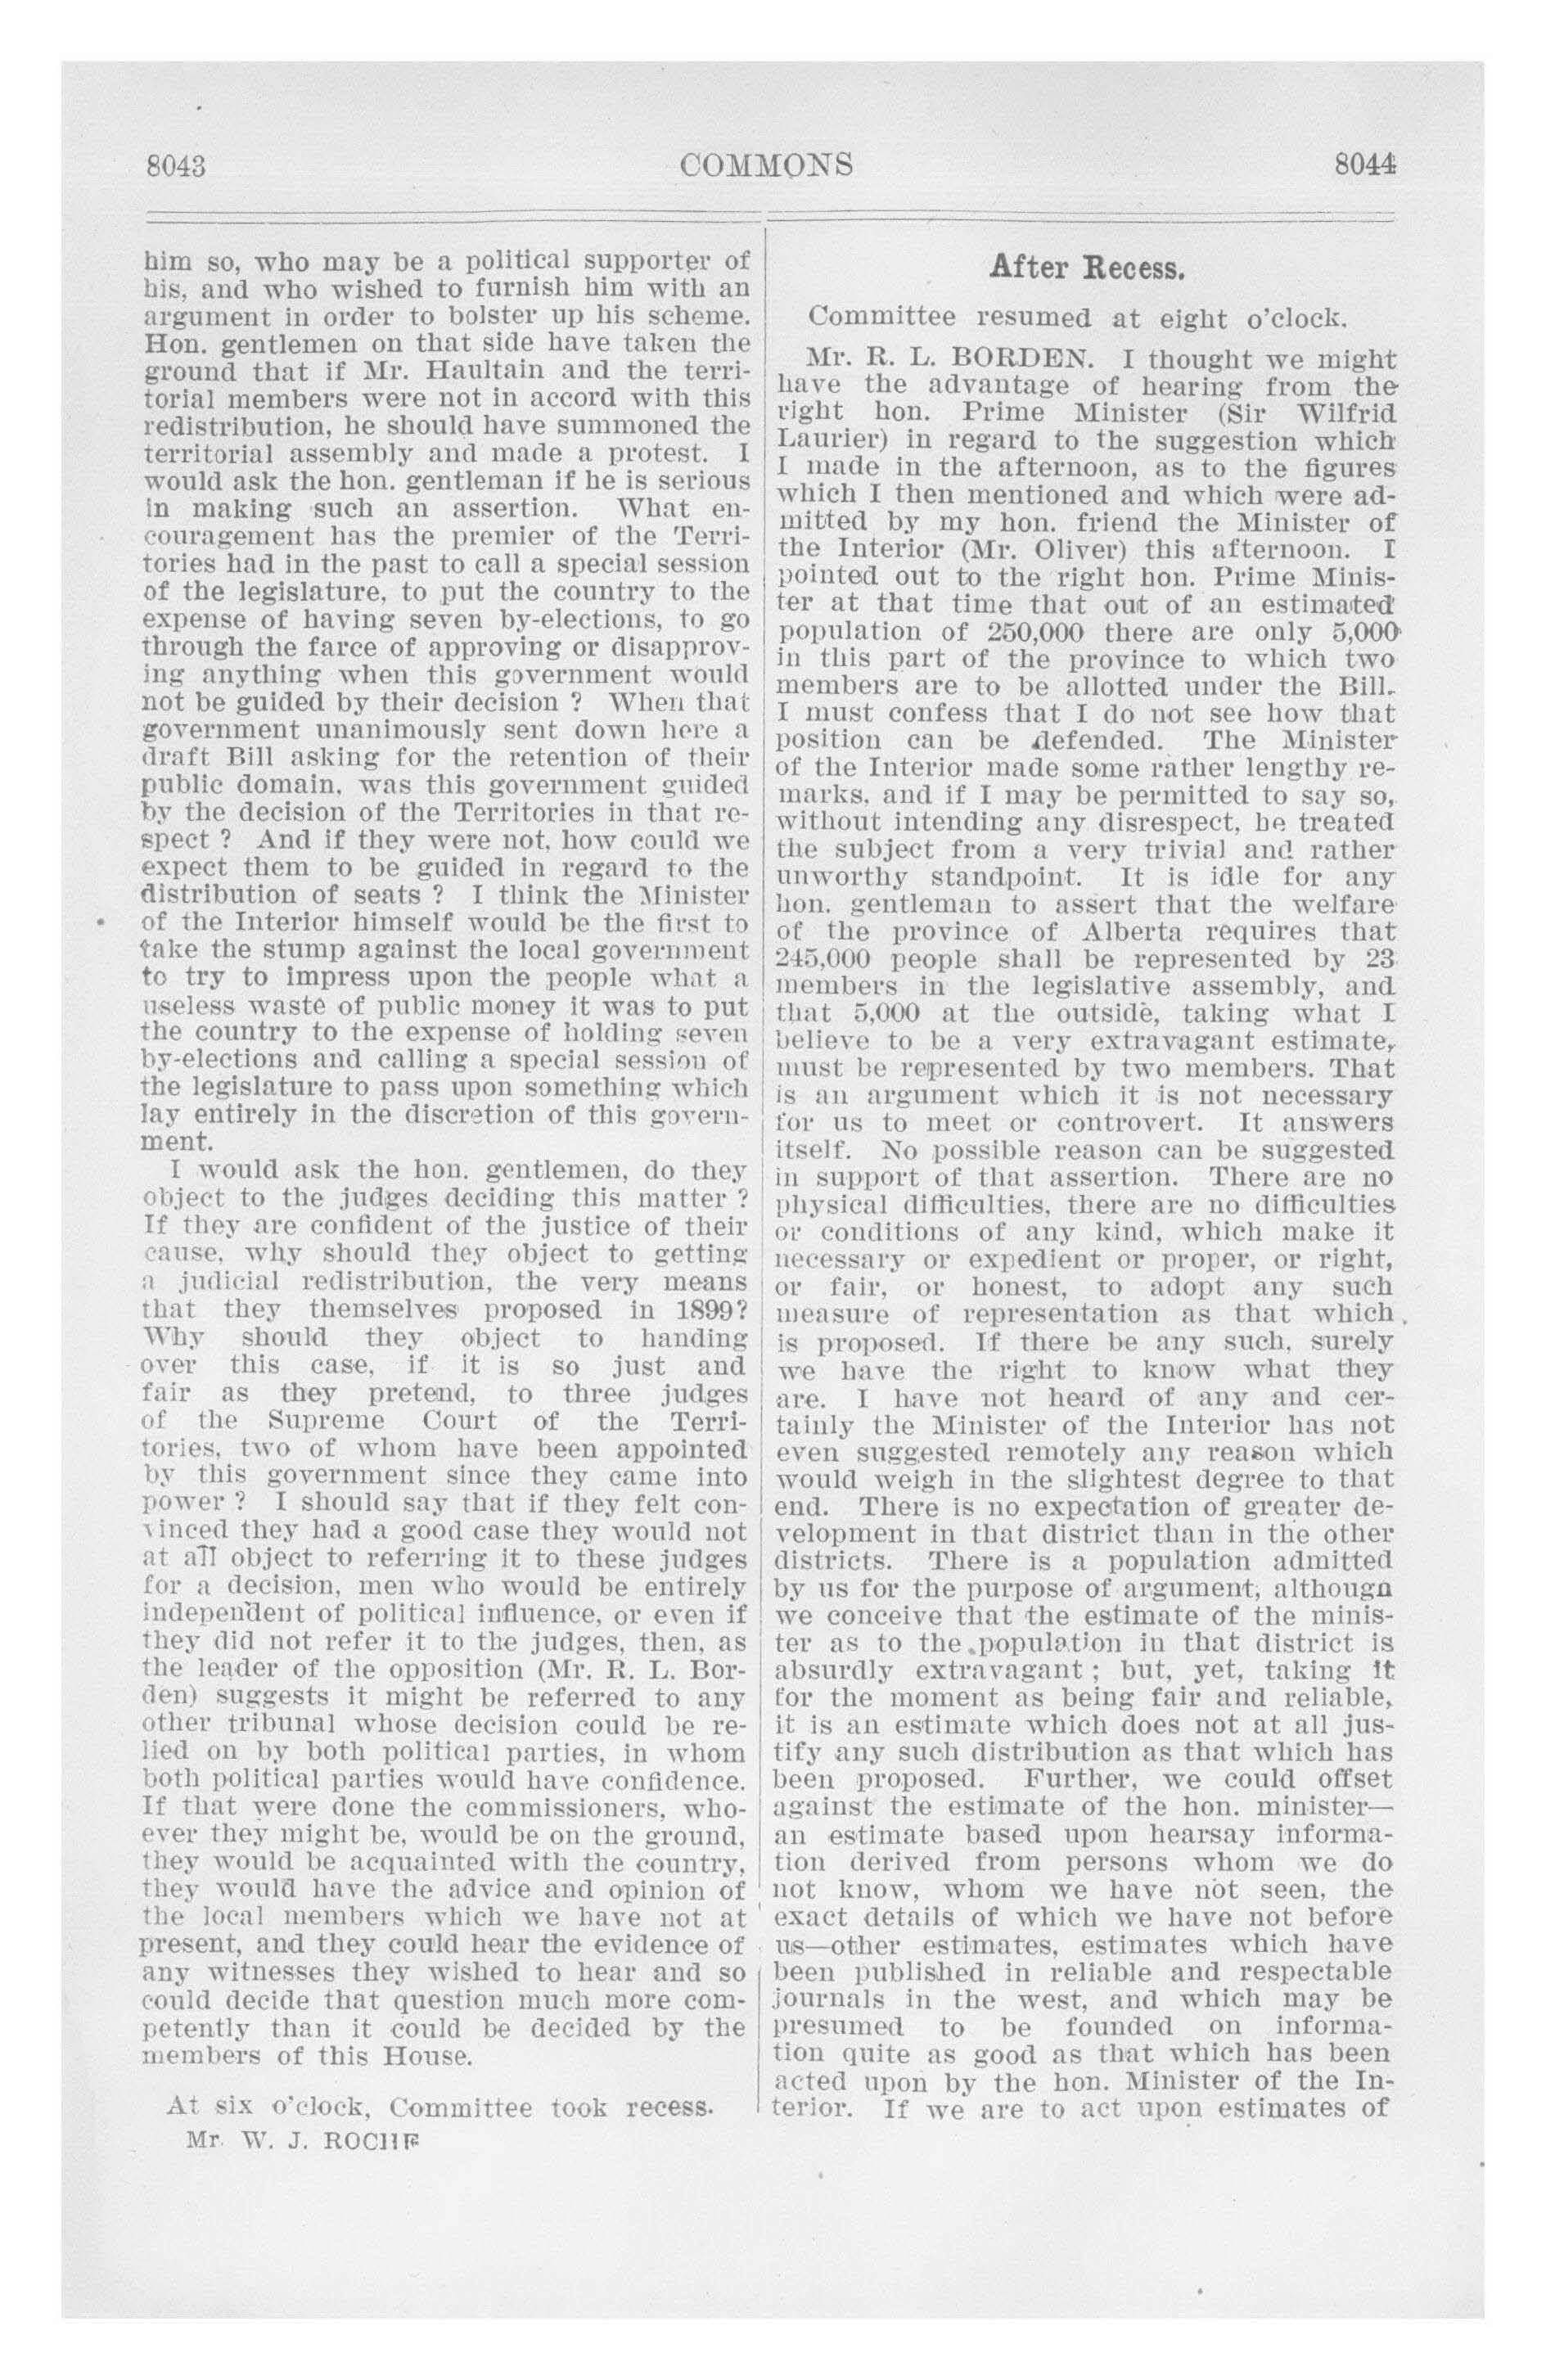 8043
COMMONS
8044
him so, who may be a political supporter of
his, and who wished to furnish him with an
argument in order to bolster up his scheme.
Hon. gentlemen on that side have taken the
ground that if Mr. Haultain and the terri-
torial members were not in accord with this
redistribution, he should have summoned the
territorial assembly and made a protest. I
would ask the hon. gentleman if he is serious
in making such an assertion. What en-
couragement has the premier of the Terri-
tories had in the past to call a special session
of the legislature, to put the country to the
expense of having seven by-elections, to go
through the farce of approving or disapprov-
ing anything when this government would
not be guided by their decision ? When that
government unanimously sent down here a
draft Bill asking for the retention of their
public domain, was this government guided
by the decision of the Territories in that re-
spect ? And if they were not, how could we
expect them to be guided in regard to the
distribution of seats ? I think the Minister
of the Interior himself would be the first to
take the stump against the local government
to try to impress upon the people what a
useless waste of public money it was to put
the country to the expense of holding seven
by-elections and calling a special session of
the legislature to pass upon something which
lay entirely in the discretion of this govern-
ment.
I would ask the hon. gentlemen, do they
object to the judges deciding this matter ?
If they are confident of the justice of their
cause, why should they object to getting
a judicial redistribution, the very means
that they themselves proposed in 1899?
Why should they object to handing
over this case, if it is so just and
fair as they pretend, to three judges
of the Supreme Court of the Terri-
tories, two of whom have been appointed
by this government since they came into
power ? I should say that if they felt con-
vinced they had a good case they would not
at all object to referring it to these judges
for a decision, men who would be entirely
independent of political influence, or even if
they did not refer it to the judges, then, as
the leader of the opposition (Mr. R. L. Bor-
den) suggests it might be referred to any
other tribunal whose decision could be re-
lied on by both political parties, in whom
both political parties would have confidence.
If that were done the commissioners, who-
ever they might be, would be on the ground,
they would be acquainted with the country,
they would have the advice and opinion of
the local members which we have not at
present, and they could hear the evidence of
any witnesses they wished to hear and so
could decide that question much more com-
petently than it could be decided by the
members of this House.
At six o'clock, Committee took recess.
Mr. W. J. ROCHE
After Recess.
Committee resumed at eight o'clock.
Mr. R. L. BORDEN. I thought we might
have the advantage of hearing from the
right hon. Prime Minister (Sir Wilfrid
Laurier) in regard to the suggestion which
I made in the afternoon, as to the figures
which I then mentioned and which were ad-
mitted by my hon. friend the Minister of
the Interior (Mr. Oliver) this afternoon. I
pointed out to the right hon. Prime Minis-
ter at that time that out of an estimated
population of 250,000 there are only 5,000
in this part of the province to which two
members are to be allotted under the Bill.
I must confess that I do not see how that
position can be defended. The Minister
of the Interior made some rather lengthy re-
marks, and if I may be permitted to say so,
without intending any disrespect, he treated
the subject from a very trivial and rather
unworthy standpoint. It is idle for any
hon. gentleman to assert that the welfare
of the province of Alberta requires that
245,000 people shall be represented by 23
members in the legislative assembly, and
that 5,000 at the outside, taking what I
believe to be a very extravagant estimate,
must be represented by two members. That
is an argument which it is not necessary
for us to meet or controvert. It answers
itself. No possible reason can be suggested
in support of that assertion. There are no
physical difficulties, there are no difficulties
or conditions of any kind, which make it
necessary or expedient or proper, or right,
or fair, or honest, to adopt any such
measure of representation as that which
is proposed. If there be any such, surely
we have the right to know what they
are. I have not heard of any and cer-
tainly the Minister of the Interior has not
even suggested remotely any reason which
would weigh in the slightest degree to that
end. There is no expectation of greater de-
velopment in that district than in the other
districts. There is a population admitted
by us for the purpose of argument, although
we conceive that the estimate of the minis-
ter as to the population in that district is
absurdly extravagant ; but, yet, taking it
for the moment as being fair and reliable,
it is an estimate which does not at all jus-
tify any such distribution as that which has
been proposed. Further, we could offset
against the estimate of the hon. minister—
an estimate based upon hearsay informa-
tion derived from persons whom we do
not know, whom we have not seen, the
exact details of which we have not before
us—other estimates, estimates which have
been published in reliable and respectable
journals in the west, and which may be
presumed to be founded on informa-
tion quite as good as that which has been
acted upon by the hon. Minister of the In-
terior. If we are to act upon estimates of